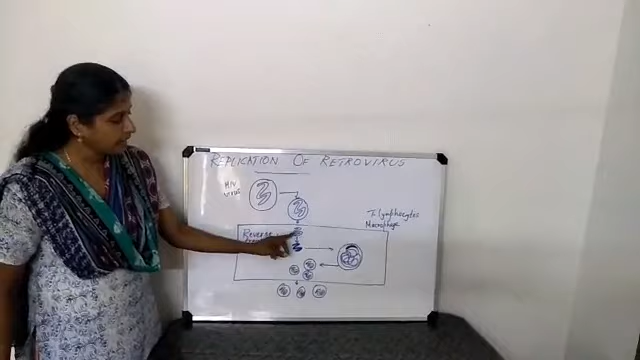 REPLICATION OF RETROVIRUS
HIV
VIRUS
T. lymphocytes
Macrophage
Reverse